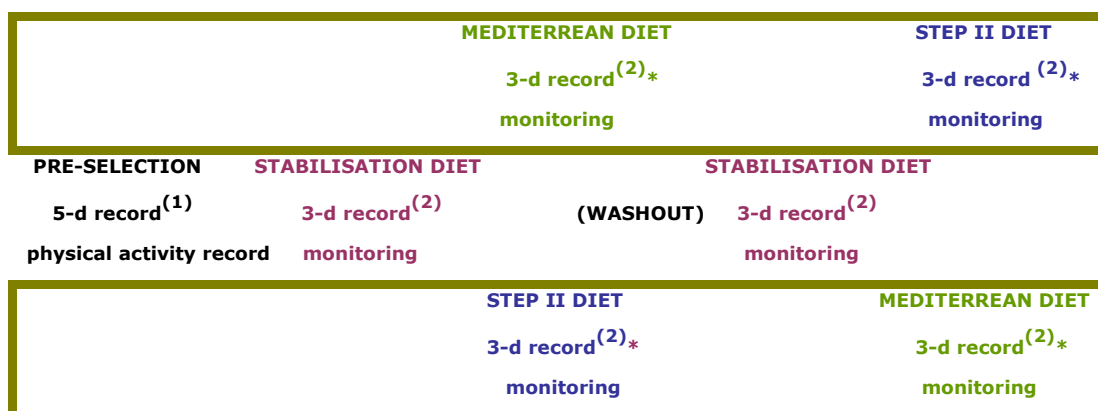 MEDITERREAN DIET STEP II DIET
3-d record(2)* 3-d record (2)*
monitoring monitoring
PRE-SELECTION STABILISATION DIET STABILISATION DIET
5-d record(1) 3-d record(2) (WASHOUT) 3-d record(2)
physical activity record monitoring monitoring
STEP II DIET MEDITERREAN DIET
3-d record(2)* 3-d record(2)*
monitoring monitoring